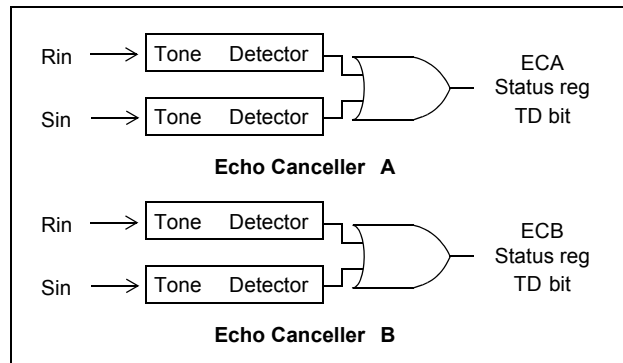 Rin
Tone Detector
Sin
Tone Detector
ECA
Status reg
TD bit
Echo Canceller A
Rin
Tone Detector
Sin
Tone Detector
ECB
Status reg
TD bit
Echo Canceller B